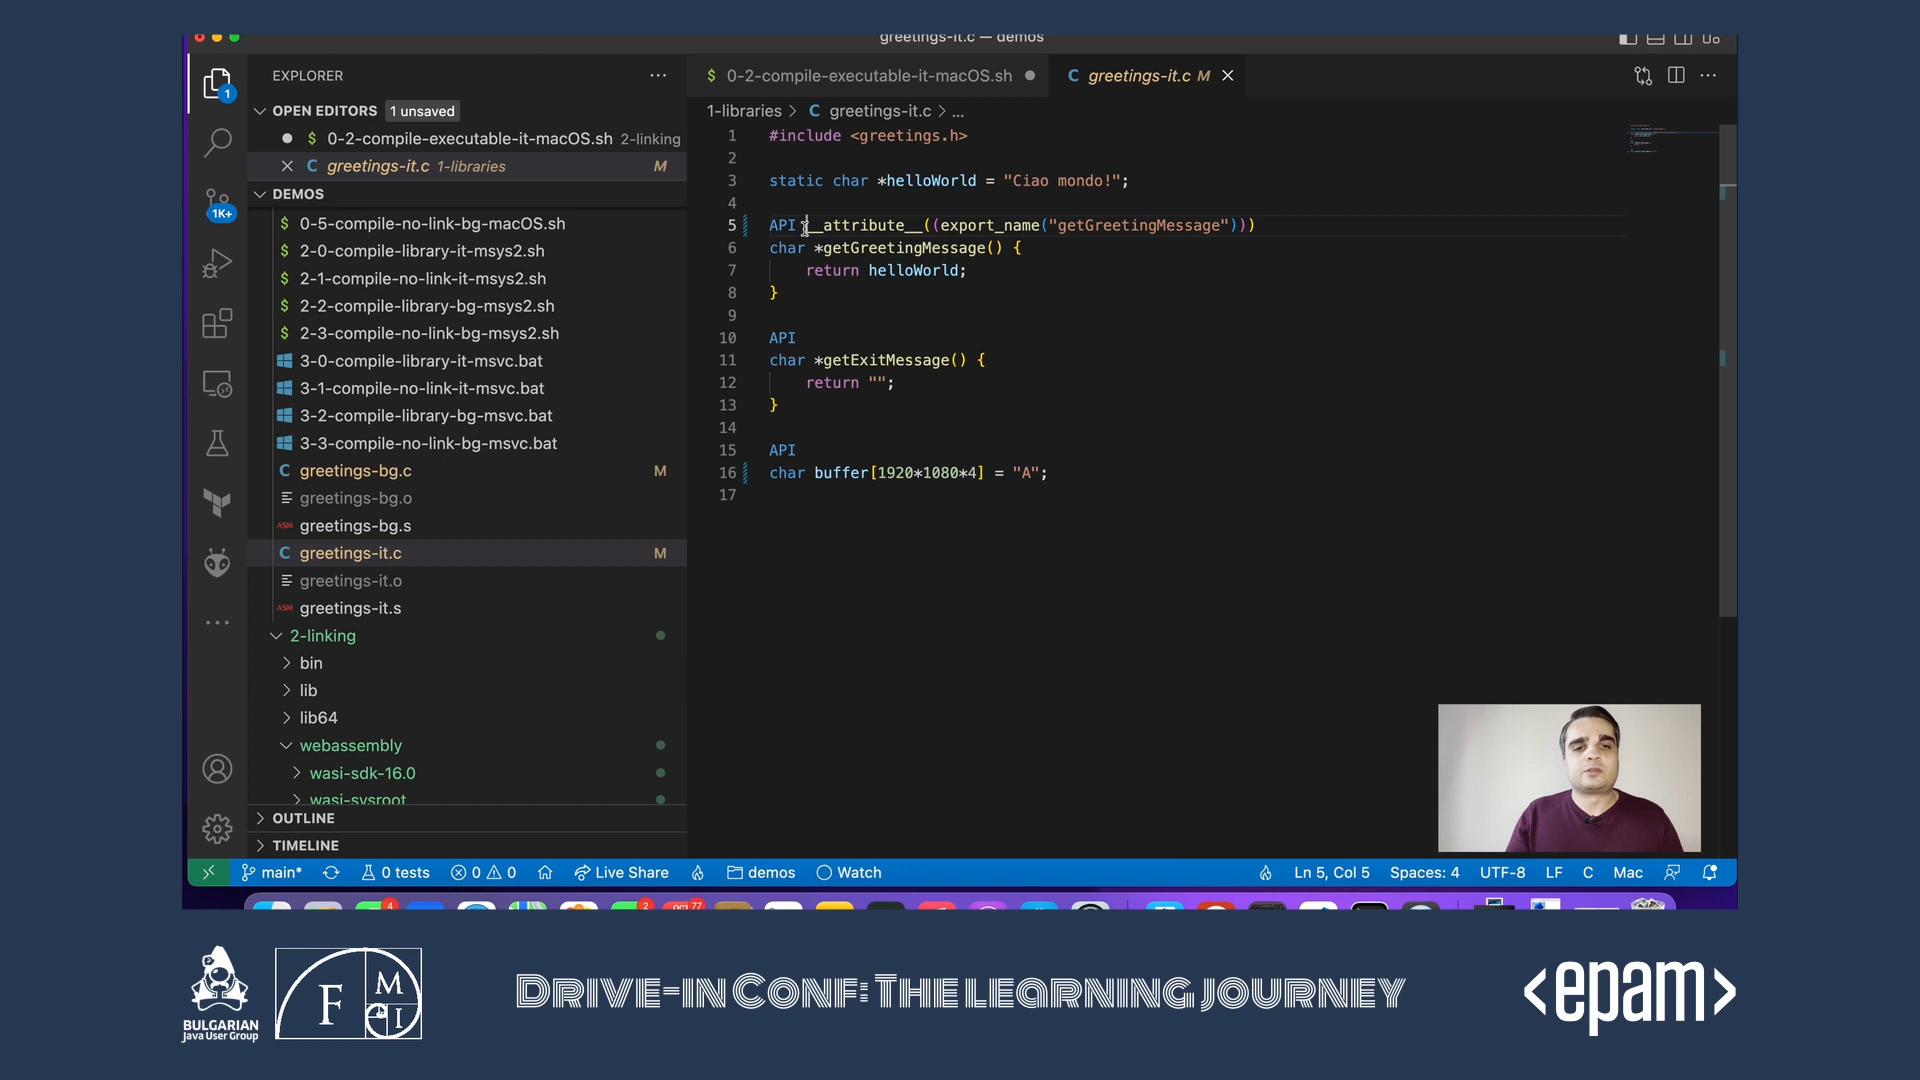 greetings-it.c — demos
EXPLORER
0-2-compile-executable-it-macOS.sh
greetings-it.c M
1
OPEN EDITORS 1 unsaved
1-libraries > C greetings-it.c > ...
0-2-compile-executable-it-macOS.sh 2-linking
C greetings-it.c 1-libraries M
DEMOS
1K+
0-5-compile-no-link-bg-macOS.sh
2-0-compile-library-it-msys2.sh
2-1-compile-no-link-it-msys2.sh
2-2-compile-library-bg-msys2.sh
2-3-compile-no-link-bg-msys2.sh
3-0-compile-library-it-msvc.bat
3-1-compile-no-link-it-msvc.bat
3-2-compile-library-bg-msvc.bat
3-3-compile-no-link-bg-msvc.bat
C greetings-bg.c M
greetings-bg.o
ASM greetings-bg.s
C greetings-it.c M
greetings-it.o
ASM greetings-it.s
2-linking
bin
lib
lib64
webassembly
wasi-sdk-16.0
wasi-sysroot
OUTLINE
TIMELINE
1 #include <greetings.h>
2
3 static char *helloWorld = "Ciao mondo!";
4
5 API __attribute__((export_name("getGreetingMessage")))
6 char *getGreetingMessage() {
7 return helloWorld;
8 }
9
10 API
11 char *getExitMessage() {
12 return "";
13 }
14
15 API
16 char buffer[1920*1080*4] = "A";
17
main* 0 tests 0 0 Live Share demos Watch Ln 5, Col 5 Spaces: 4 UTF-8 LF C Mac
4 2 77
BULGARIAN
Java User Group
F M I
DRIVE-IN CONF: THE LEARNING JOURNEY
<epam>